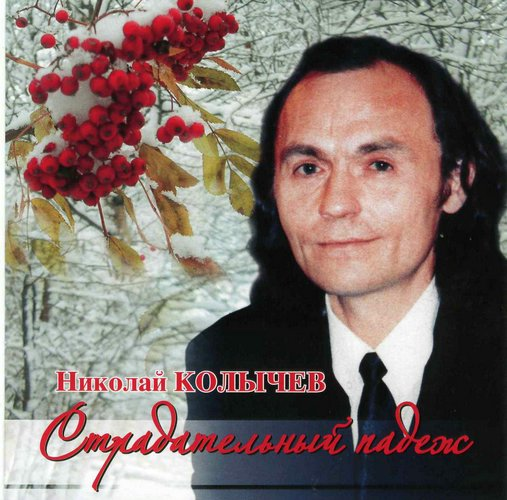 Николай КОЛЫЧЕВ
Страдательный падеж